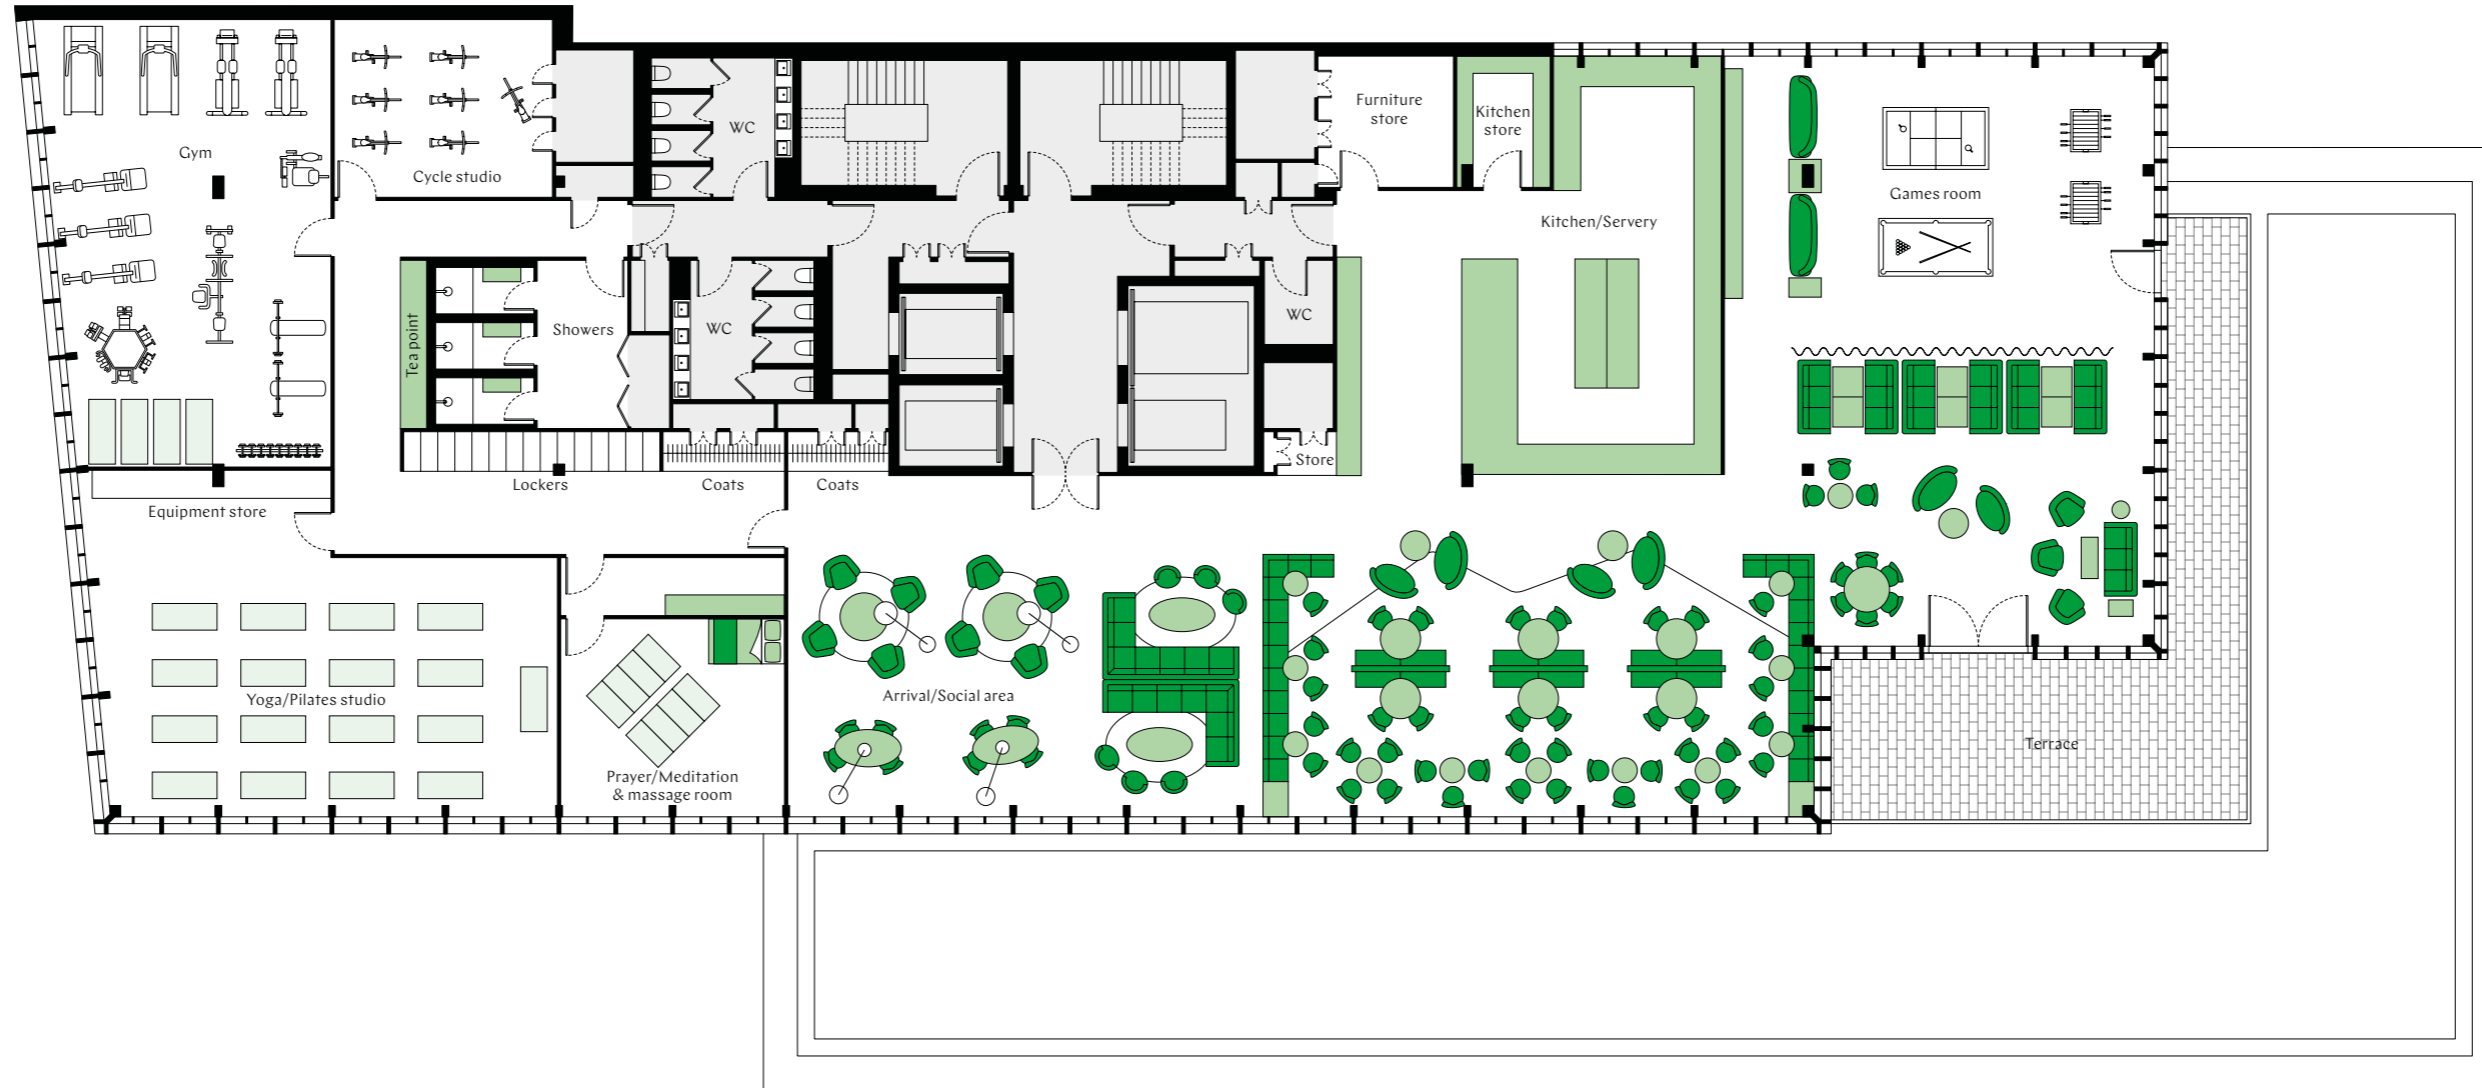 Gym
Cycle studio
WC
Furniture
store
Kitchen
store
Kitchen/Servery
Games room
Tea point
Showers
WC
WC
Store
Lockers
Coats
Coats
Equipment store
Yoga/Pilates studio
Arrival/Social area
Prayer/Meditation
& massage room
Terrace